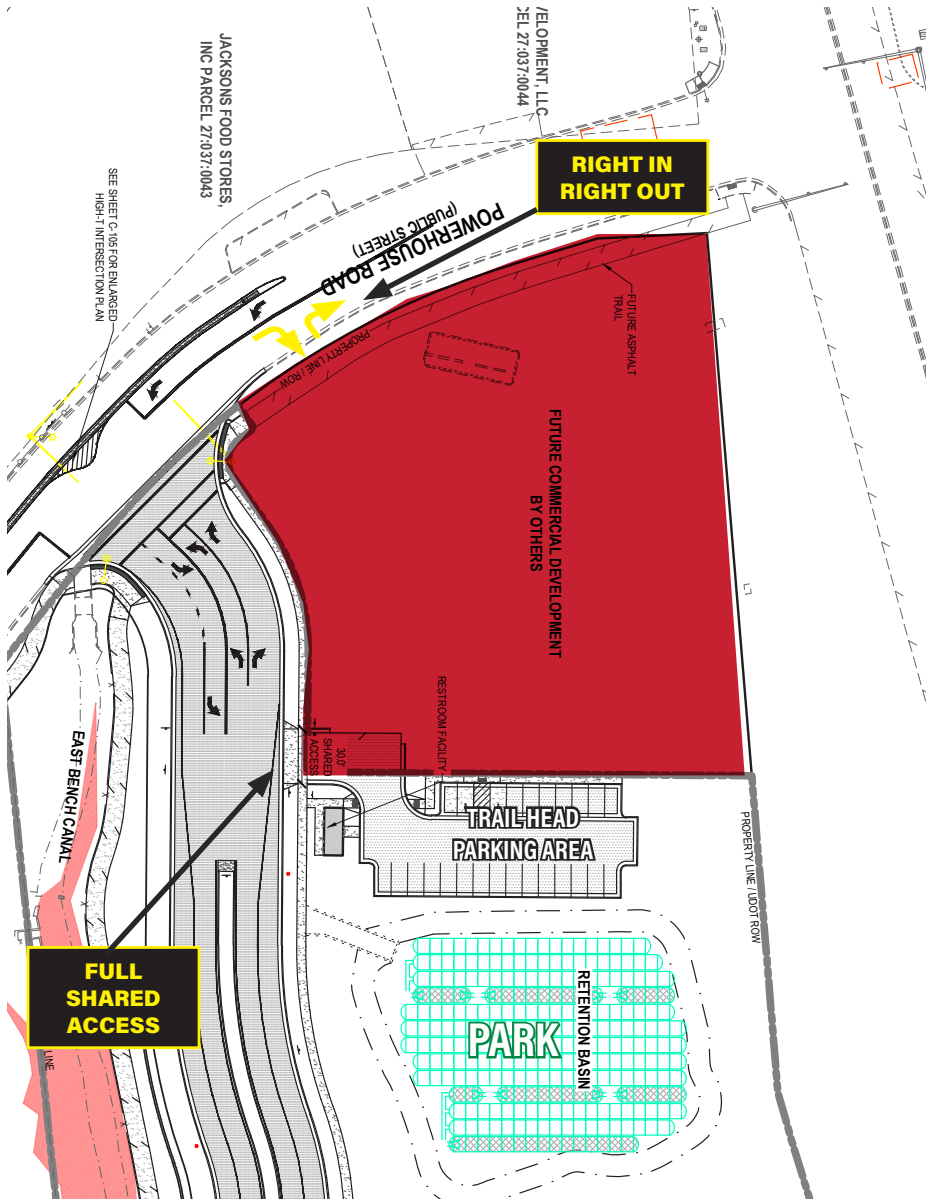 VELOPMENT, LLC
CEL 27:037:0044
JACKSONS FOOD STORES,
INC PARCEL 27:037:0043
RIGHT IN
RIGHT OUT
SEE SHEET C-105 FOR ENLARGED
HIGH-T INTERSECTION PLAN
POWERHOUSE ROAD
(PUBLIC STREET)
FUTURE ASPHALT
TRAIL
PROPERTY LINE / ROW
FUTURE COMMERCIAL DEVELOPMENT
BY OTHERS
RESTROOM FACILITY
30.0'
SHARED
ACCESS
EAST BENCH CANAL
TRAIL HEAD
PARKING AREA
PROPERTY LINE / UDOT ROW
FULL
SHARED
ACCESS
LINE
RETENTION BASIN
PARK